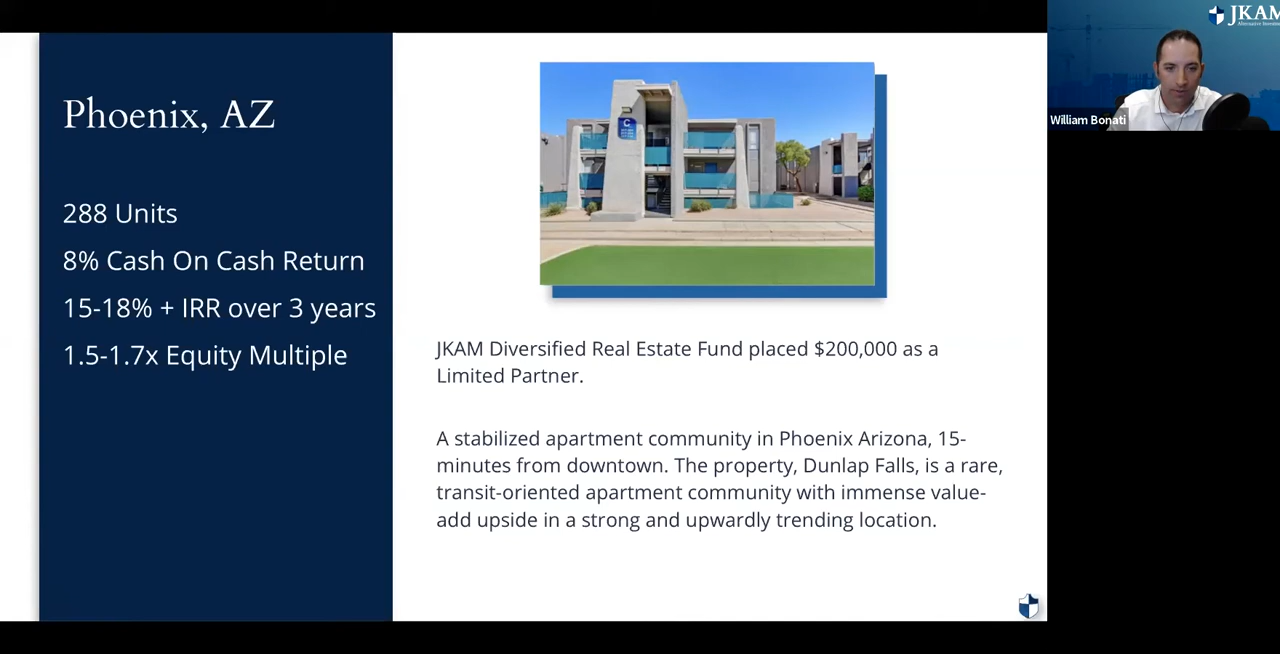 Phoenix, AZ
288 Units
8% Cash On Cash Return
15-18% + IRR over 3 years
1.5-1.7x Equity Multiple
C
JKAM Diversified Real Estate Fund placed $200,000 as a
Limited Partner.
A stabilized apartment community in Phoenix Arizona, 15-
minutes from downtown. The property, Dunlap Falls, is a rare,
transit-oriented apartment community with immense value-
add upside in a strong and upwardly trending location.
JKAM
William Bonati